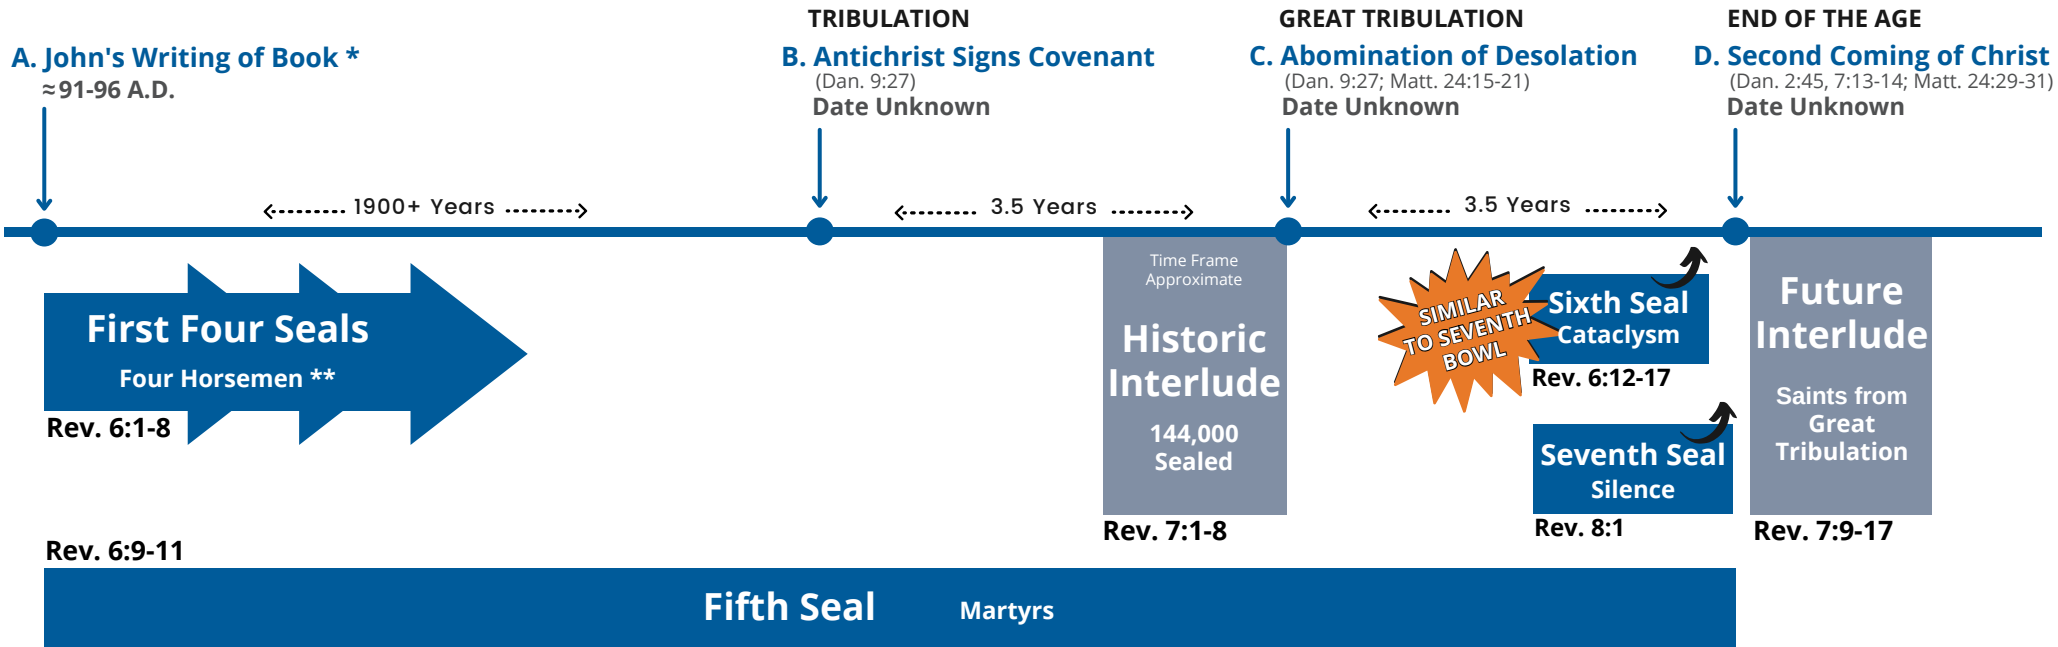 TRIBULATION
GREAT TRIBULATION
END OF THE AGE
A. John's Writing of Book *
≈91-96 A.D.
B. Antichrist Signs Covenant
(Dan. 9:27)
Date Unknown
C. Abomination of Desolation
(Dan. 9:27; Matt. 24:15-21)
Date Unknown
D. Second Coming of Christ
(Dan. 2:45, 7:13-14; Matt. 24:29-31)
Date Unknown
1900+ Years
3.5 Years
3.5 Years
First Four Seals
Four Horsemen **
Rev. 6:1-8
Time Frame
Approximate
Historic
Interlude
144,000
Sealed
Rev. 7:1-8
SIMILAR
TO SEVENTH
BOWL
Sixth Seal
Cataclysm
Rev. 6:12-17
Seventh Seal
Silence
Rev. 8:1
Future
Interlude
Saints from
Great
Tribulation
Rev. 7:9-17
Rev. 6:9-11
Fifth Seal
Martyrs